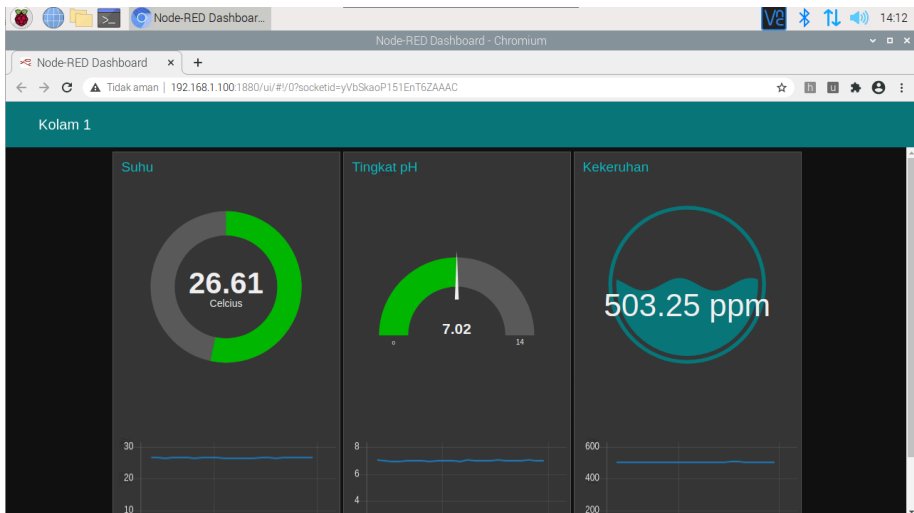 Node-RED Dashboar...
14:12
Node-RED Dashboard - Chromium
Node-RED Dashboard
Tidak aman | 192.168.1.100:1880/ui/#!/0?socketid=yVbSkaoP151EnT6ZAAAC
Kolam 1
Suhu
26.61
Celcius
30
20
10
Tingkat pH
7.02
0
14
8
6
4
Kekeruhan
503.25 ppm
600
400
200